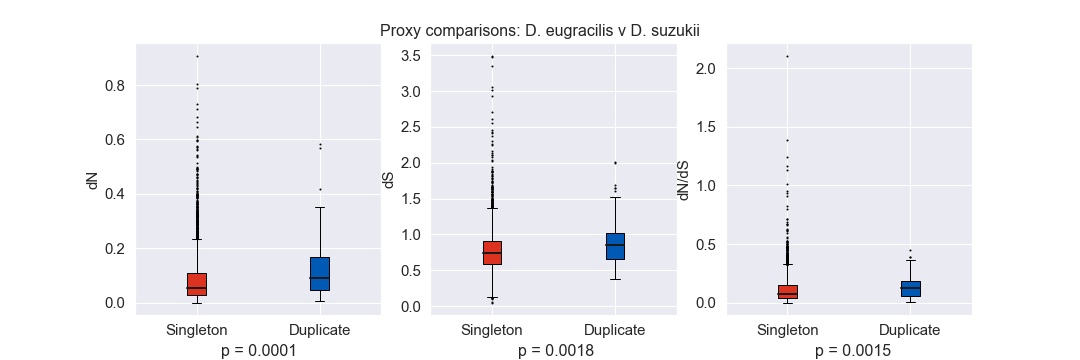 Proxy comparisons: D. eugracilis v D. suzukii
dN
0.8
0.6
0.4
0.2
0.0
Singleton
Duplicate
p = 0.0001
dS
3.5
3.0
2.5
2.0
1.5
1.0
0.5
0.0
Singleton
Duplicate
p = 0.0018
dN/dS
2.0
1.5
1.0
0.5
0.0
Singleton
Duplicate
p = 0.0015